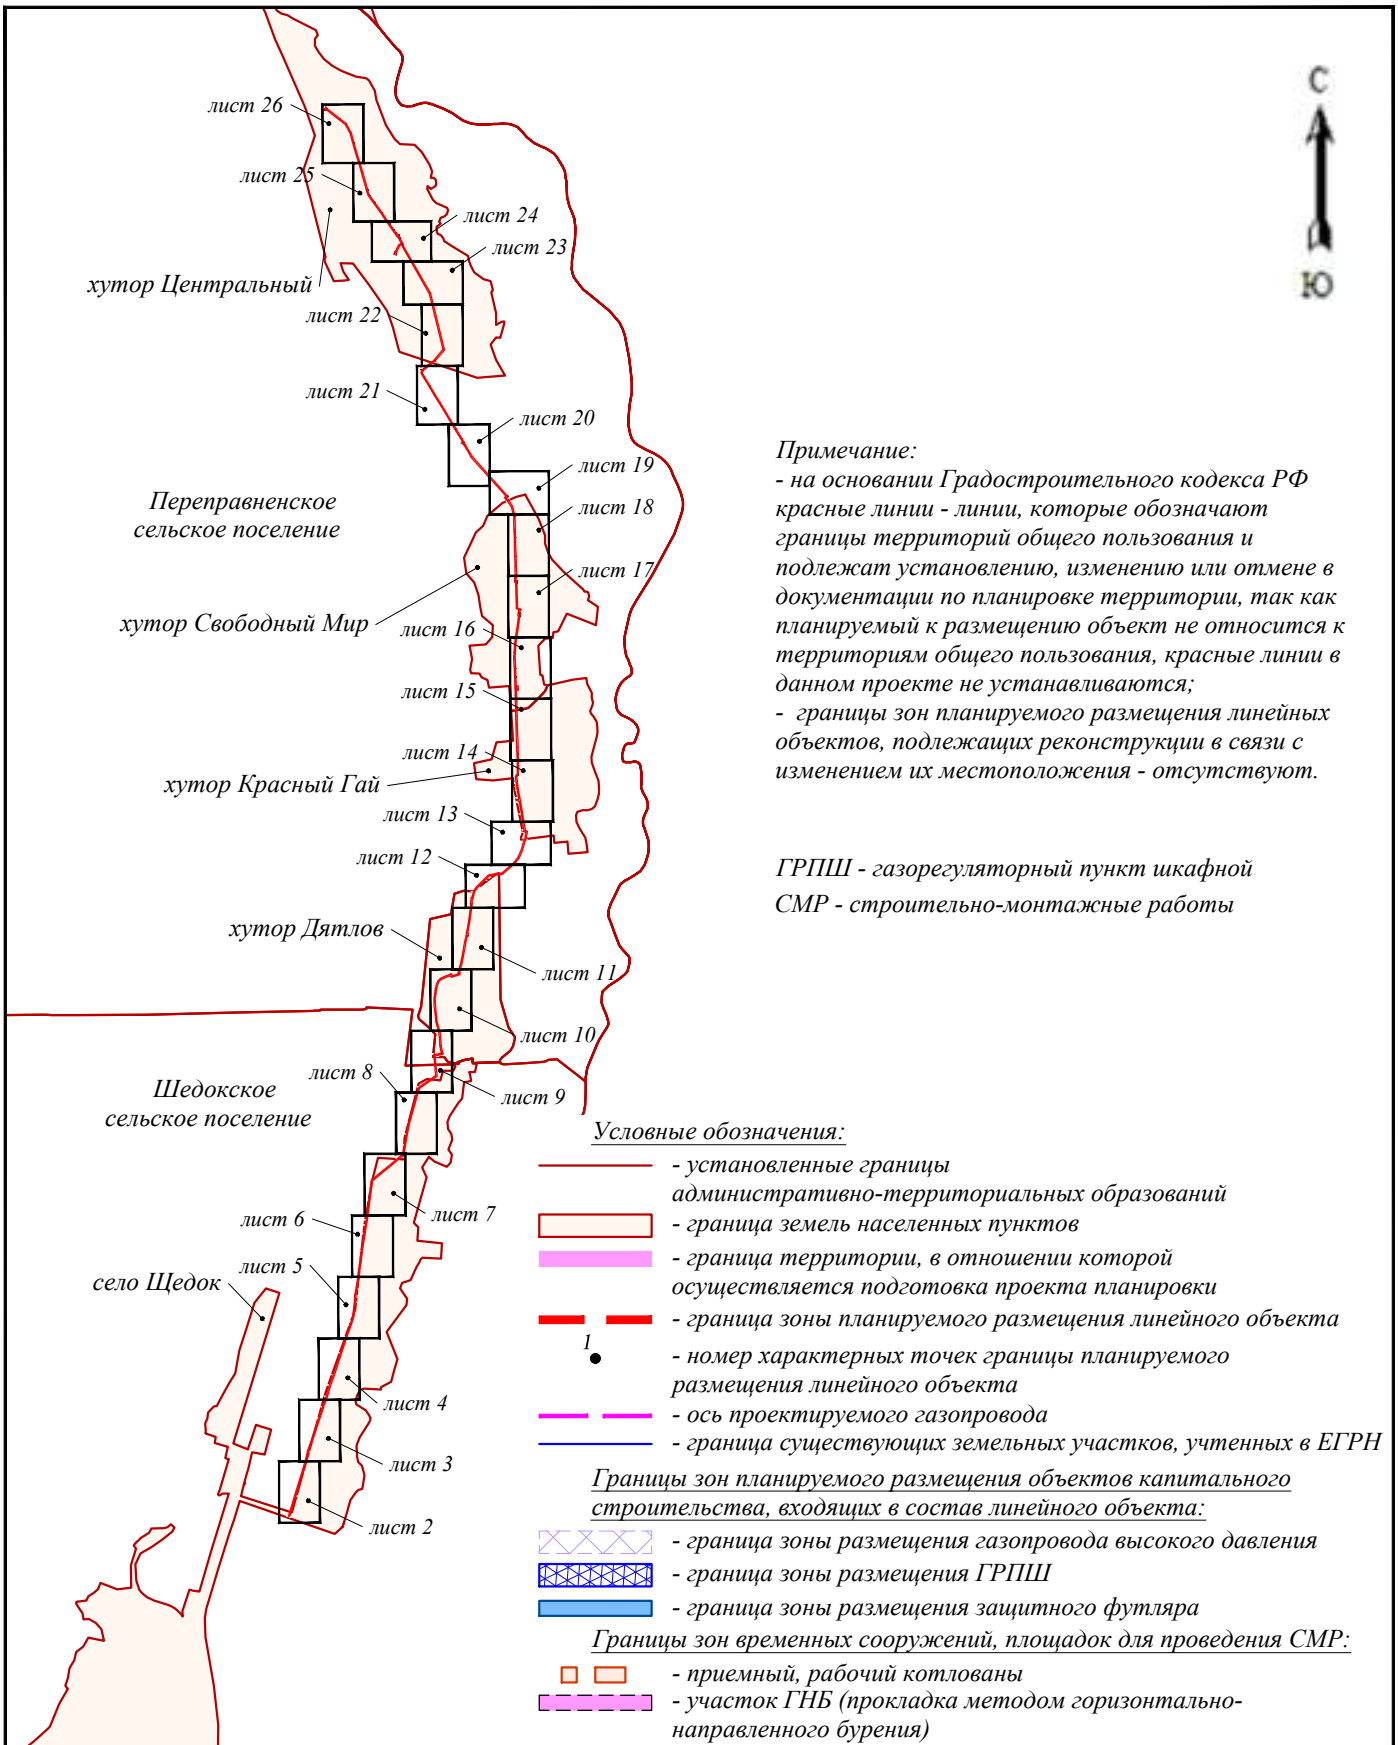 С
Ю
лист 26
лист 25
лист 24
лист 23
хутор Центральный
лист 22
лист 21
лист 20
лист 19
лист 18
Переправненское
сельское поселение
лист 17
хутор Свободный Мир
лист 16
лист 15
лист 14
хутор Красный Гай
лист 13
лист 12
хутор Дятлов
лист 11
лист 10
лист 9
лист 8
Шедокское
сельское поселение
лист 7
лист 6
лист 5
село Щедок
лист 4
лист 3
лист 2
Примечание:
- на основании Градостроительного кодекса РФ
красные линии - линии, которые обозначают
границы территорий общего пользования и
подлежат установлению, изменению или отмене в
документации по планировке территории, так как
планируемый к размещению объект не относится к
территориям общего пользования, красные линии в
данном проекте не устанавливаются;
- границы зон планируемого размещения линейных
объектов, подлежащих реконструкции в связи с
изменением их местоположения - отсутствуют.
ГРПШ - газорегуляторный пункт шкафной
СМР - строительно-монтажные работы
Условные обозначения:
- установленные границы
административно-территориальных образований
- граница земель населенных пунктов
- граница территории, в отношении которой
осуществляется подготовка проекта планировки
- граница зоны планируемого размещения линейного объекта
1
- номер характерных точек границы планируемого
размещения линейного объекта
- ось проектируемого газопровода
- граница существующих земельных участков, учтенных в ЕГРН
Границы зон планируемого размещения объектов капитального
строительства, входящих в состав линейного объекта:
- граница зоны размещения газопровода высокого давления
- граница зоны размещения ГРПШ
- граница зоны размещения защитного футляра
Границы зон временных сооружений, площадок для проведения СМР:
- приемный, рабочий котлованы
- участок ГНБ (прокладка методом горизонтально-
направленного бурения)